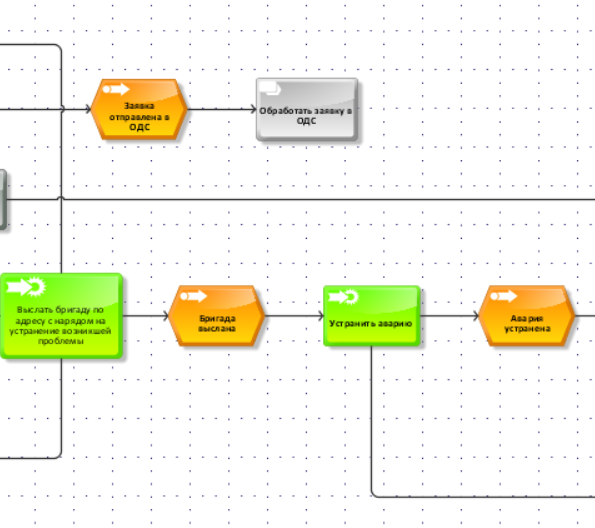 Заявка
отправлена в
ОДС
Обработать заявку в
ОДС
Выслать бригаду по
адресу с нарядом на
устранение возникшей
проблемы
Бригада
выслана
Устранить аварию
Авария
устранена